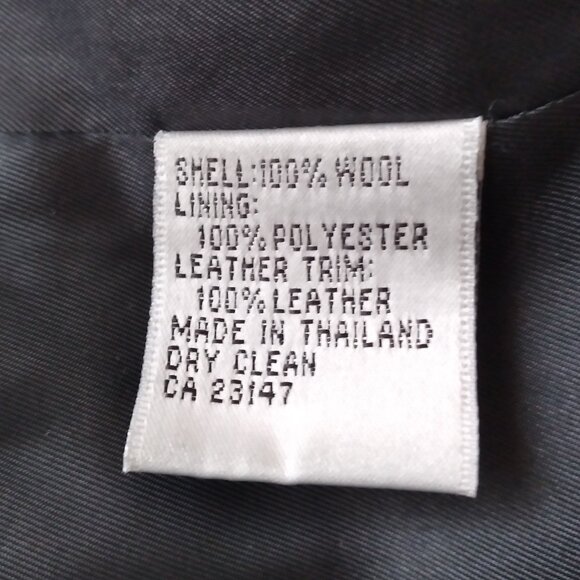 SHELL:100% WOOL
LINING:
100% POLYESTER
LEATHER TRIM:
100% LEATHER
MADE IN THAILAND
DRY CLEAN
CA 23147